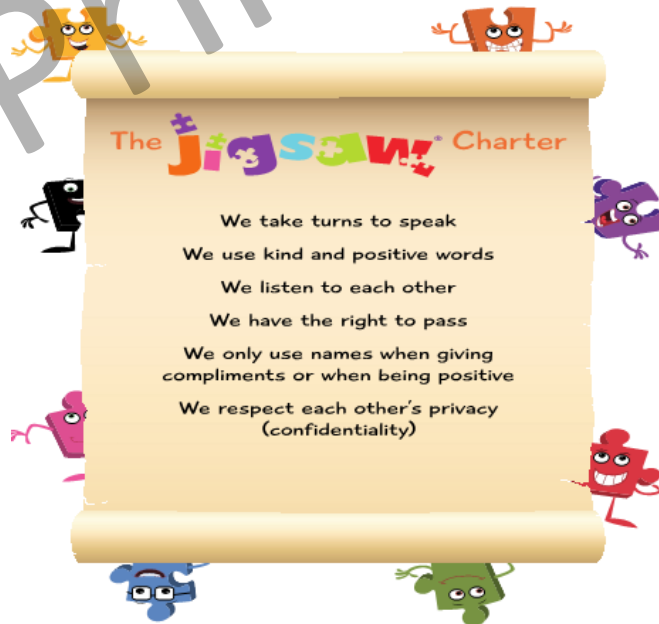 The Jigsaw® Charter
We take turns to speak
We use kind and positive words
We listen to each other
We have the right to pass
We only use names when giving
compliments or when being positive
We respect each other's privacy
(confidentiality)